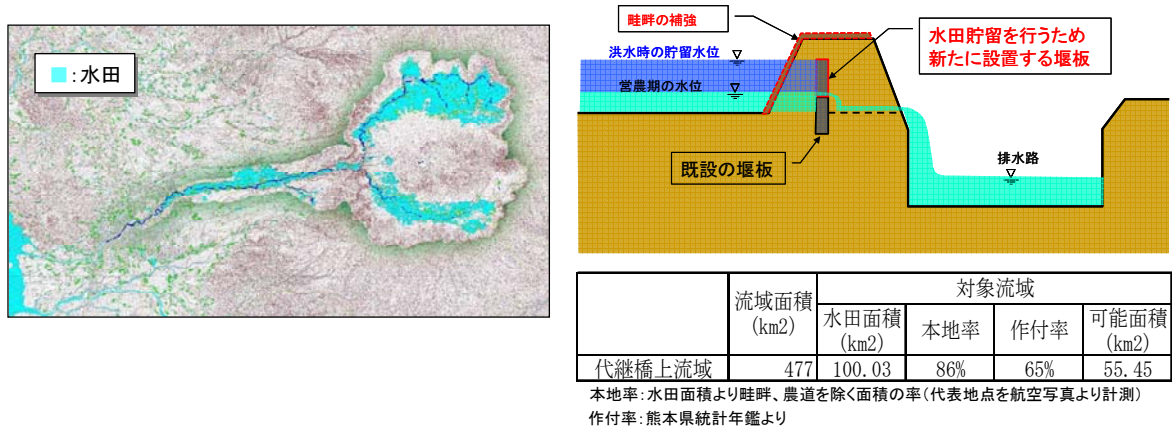 :水田
畦畔の補強
洪水時の貯留水位
営農期の水位
水田貯留を行うため
新たに設置する堰板
既設の堰板
排水路
流域面積
(km2)
対象流域
水田面積
(km2)
本地率
作付率
可能面積
(km2)
代継橋上流域 477 100.03 86% 65% 55.45
本地率:水田面積より畦畔、農道を除く面積の率(代表地点を航空写真より計測)
作付率:熊本県統計年鑑より